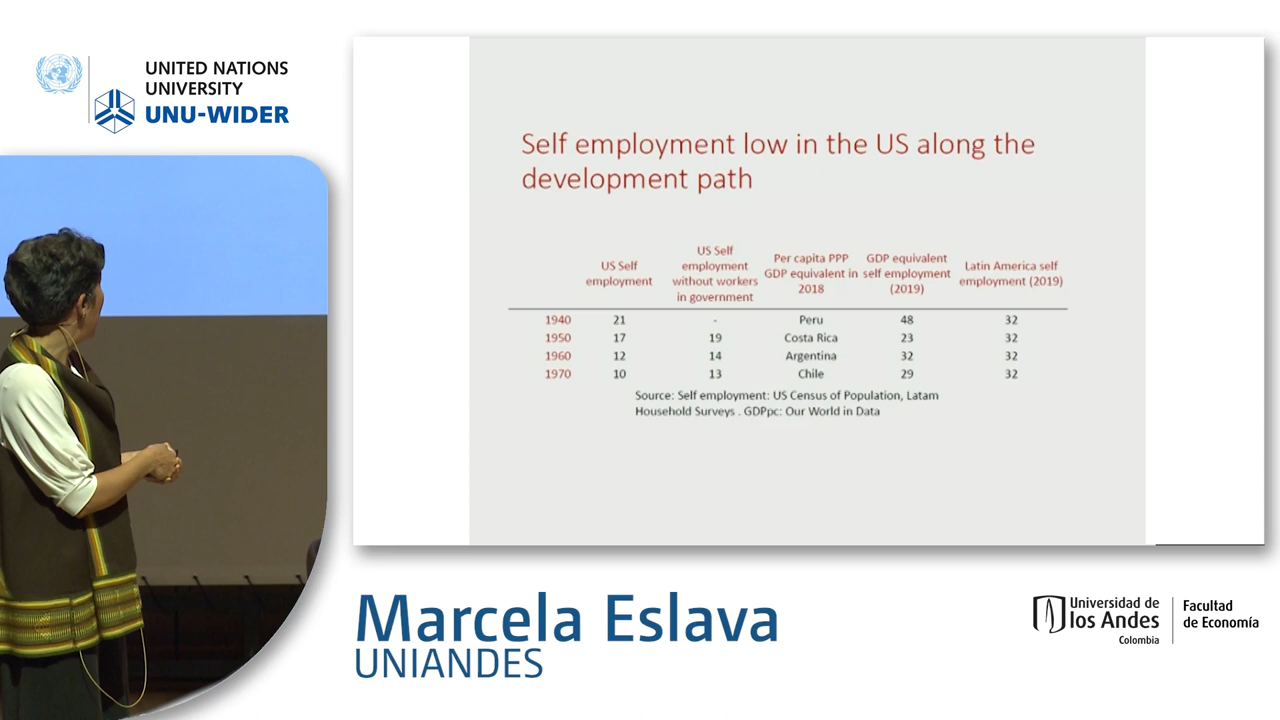 UNITED NATIONS
UNIVERSITY
UNU-WIDER
Self employment low in the US along the
development path
US Self
employment
US Self
employment
without workers
in government
Per capita PPP
GDP equivalent in
2018
GDP equivalent
self employment
(2019)
Latin America self
employment (2019)
1940 21 - Peru 48 32
1950 17 19 Costa Rica 23 32
1960 12 14 Argentina 32 32
1970 10 13 Chile 29 32
Source: Self employment: US Census of Population, Latam
Household Surveys . GDPpc: Our World in Data
Marcela Eslava
UNIANDES
Universidad de
los Andes
Colombia
Facultad
de Economía